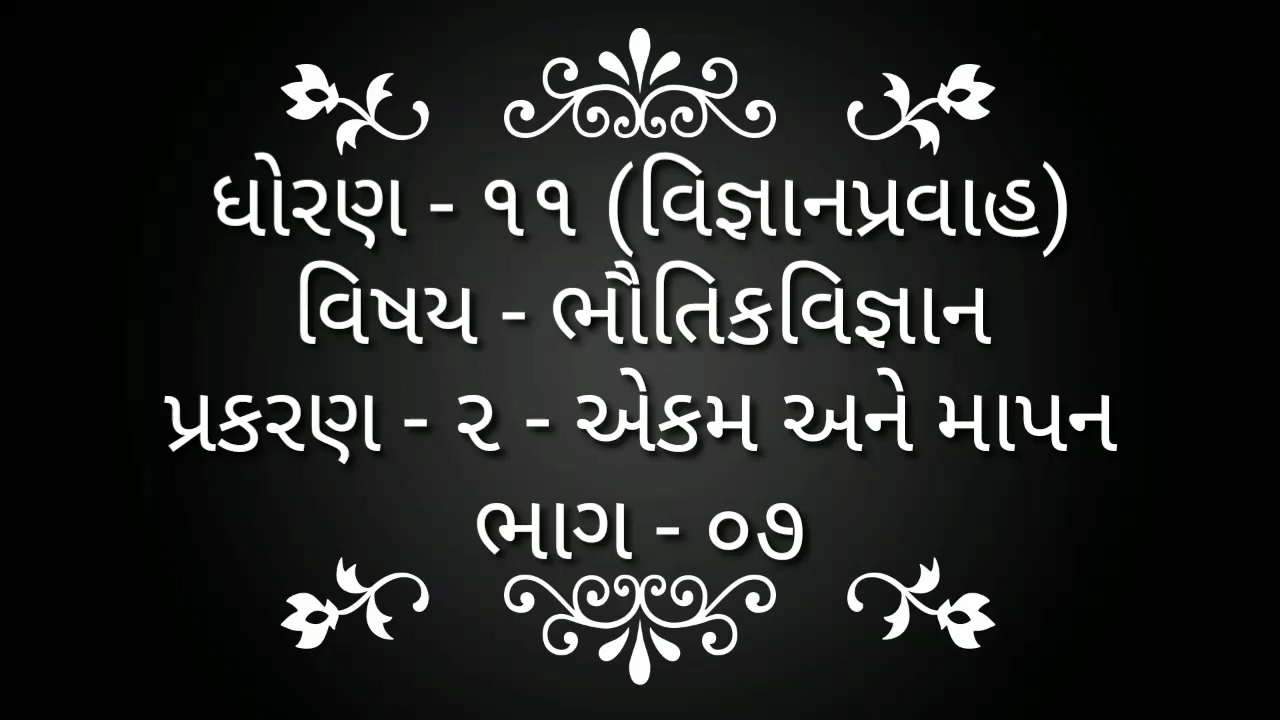 ધોરણ - ૧૧ (વિજ્ઞાનપ્રવાહ)
વિષય - ભૌતિકવિજ્ઞાન
પ્રકરણ - ૨ - એકમ અને માપન
ભાગ - ૦૭